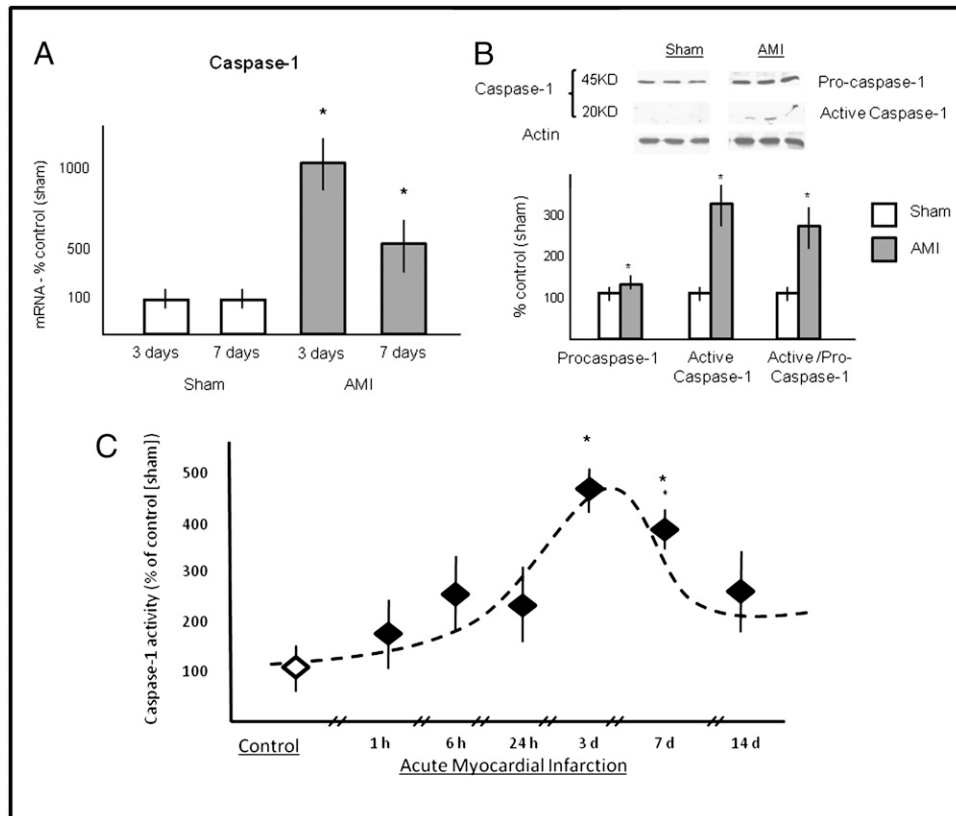 A
Caspase-1
mRNA - % control (sham)
1000
500
100
3 days 7 days 3 days 7 days
Sham AMI
*
*
B
Sham AMI
Caspase-1
45KD
20KD
Pro-caspase-1
Active Caspase-1
Actin
% control (sham)
300
200
100
*
*
*
Sham
AMI
Procaspase-1
Active
Caspase-1
Active /Pro-
Caspase-1
C
Caspase-1 activity (% of control [sham])
500
400
300
200
100
*
*
*
Control 1 h 6 h 24 h 3 d 7 d 14 d
Acute Myocardial Infarction